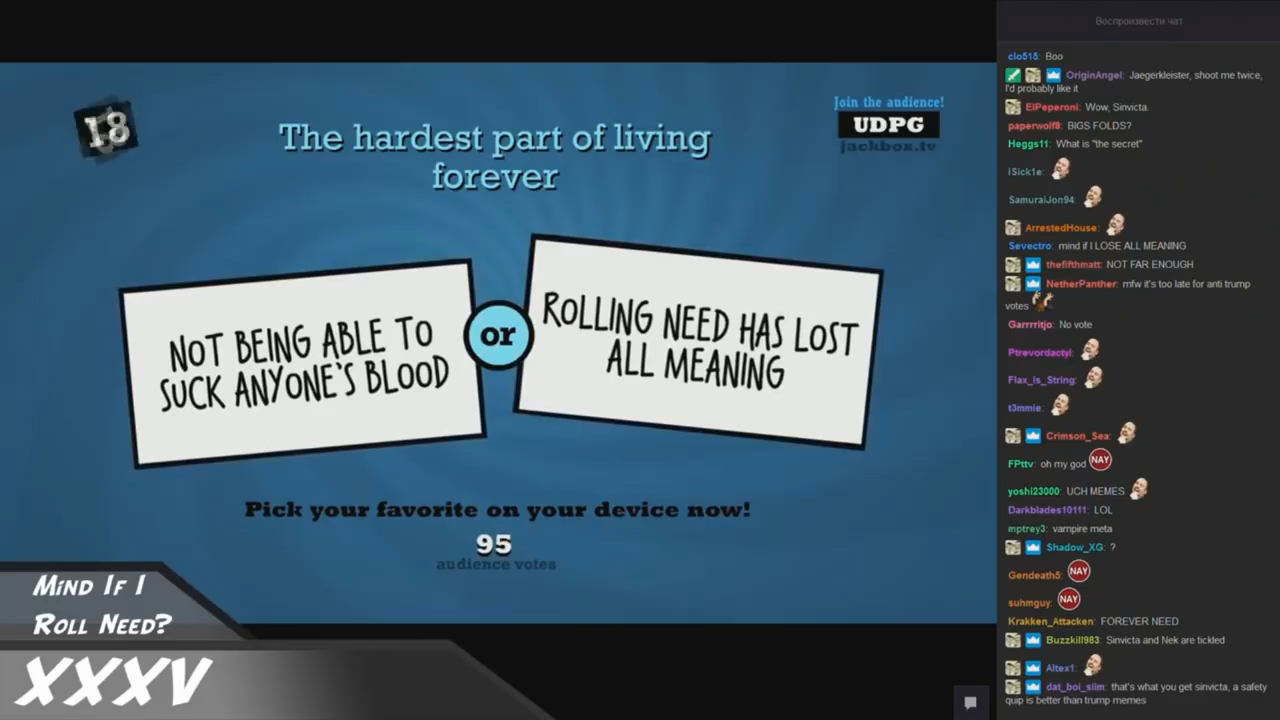 18
The hardest part of living
forever
Join the audience!
UDPG
jackbox.tv
NOT BEING ABLE TO
SUCK ANYONE'S BLOOD
or
ROLLING NEED HAS LOST
ALL MEANING
Pick your favorite on your device now!
95
audience votes
Mind If I
Roll Need?
XXXV
Воспроизвести чат
clo518: Boo
OriginAngel: Jaegerkleister, shoot me twice,
I'd probably like it
ElPeperoni: Wow, Sinvicta.
paperwolf8: BIGS FOLDS?
Heggs11: What is "the secret"
iSick1e:
SamuraiJon94:
ArrestedHouse:
Sevectro: mind if I LOSE ALL MEANING
thefifthmatt: NOT FAR ENOUGH
NetherPanther: mfw it's too late for anti trump
votes
Garrrritjo: No vote
Ptrevordactyl:
Flax_is_String:
t3mmie:
Crimson_Sea:
FPttv: oh my god NAY
yoshi23000: UCH MEMES
Darkblades10111: LOL
mptrey3: vampire meta
Shadow_XG: ?
Gendeath5: NAY
suhmguy: NAY
Krakken_Attacken: FOREVER NEED
Buzzkill983: Sinvicta and Nek are tickled
Altex1:
dat_boi_slim: that's what you get sinvicta, a safety
quip is better than trump memes